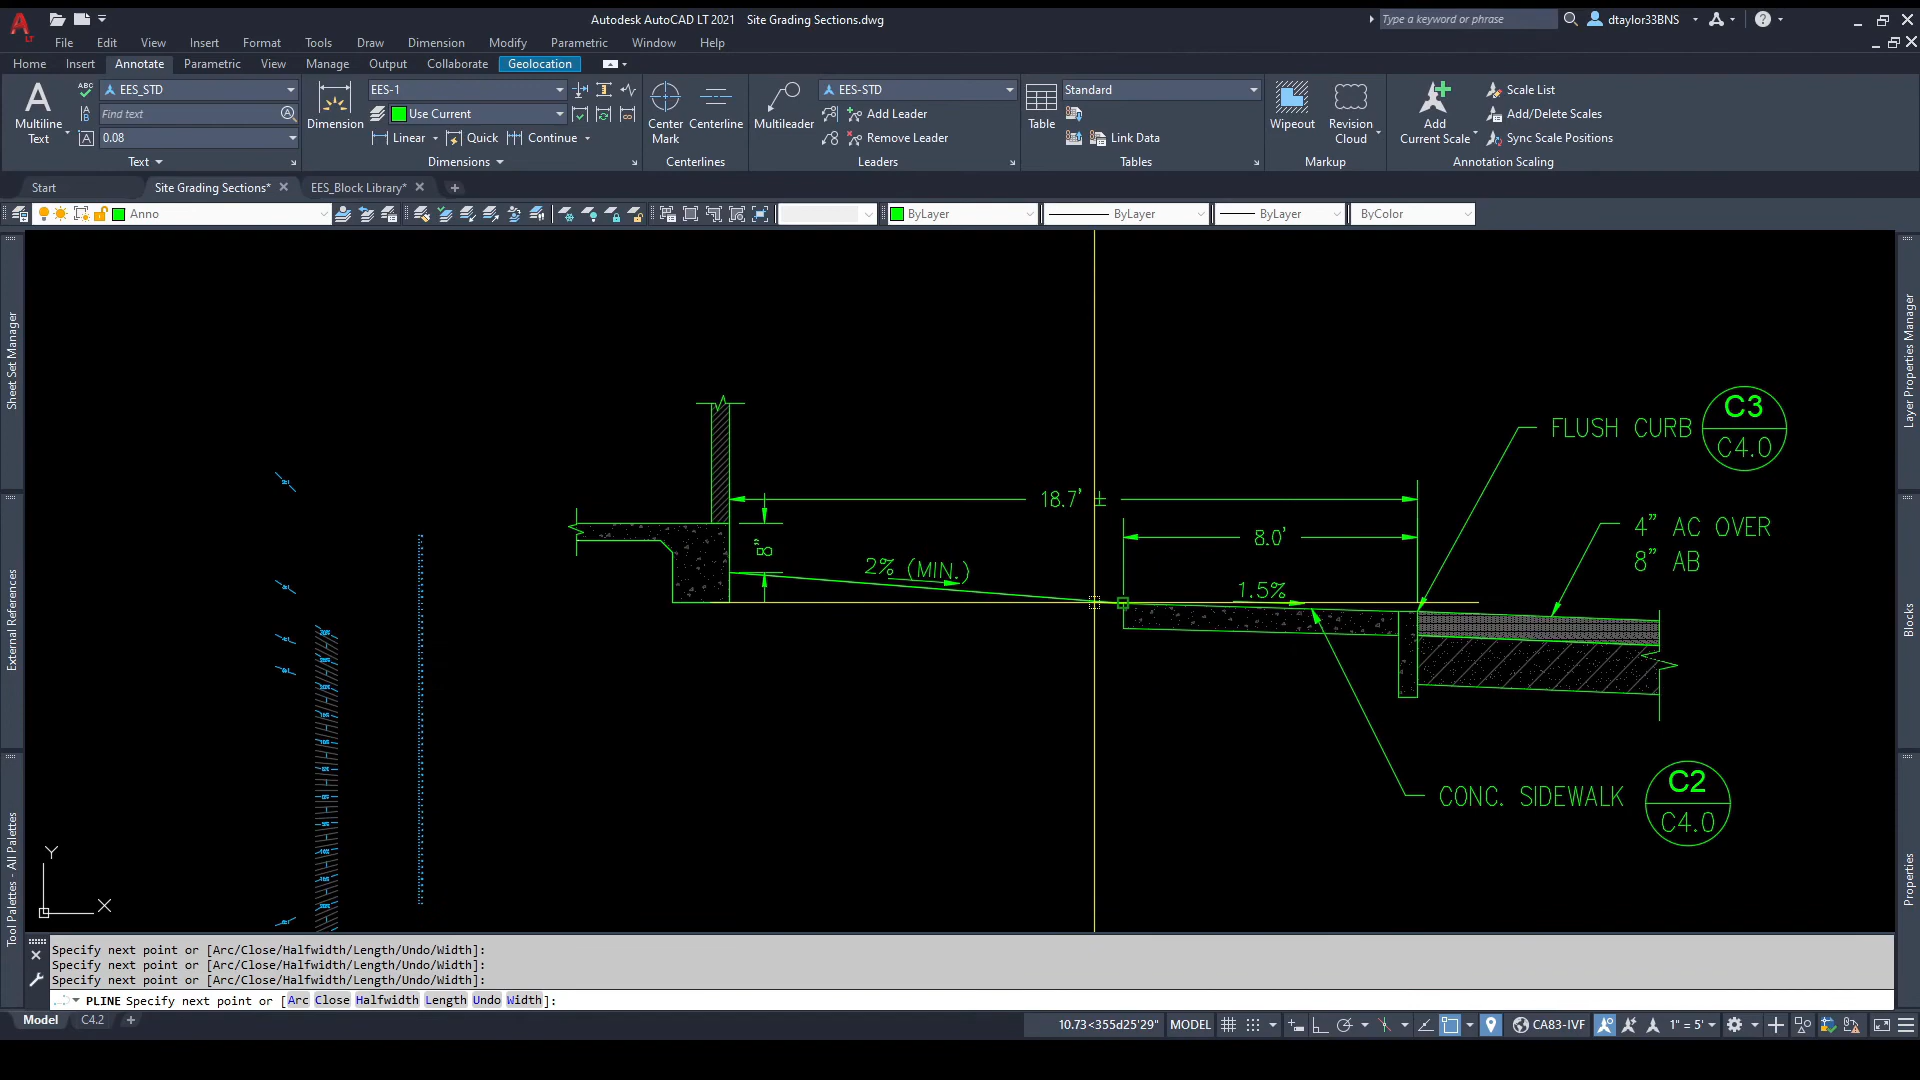 Autodesk AutoCAD LT 2021 Site Grading Sections.dwg
Type a keyword or phrase
dtaylor33BNS
LT
File Edit View Insert Format Tools Draw Dimension Modify Parametric Window Help
Home Insert Annotate Parametric View Manage Output Collaborate Geolocation
Multiline Text
ABC
EES_STD
Find text
0.08
Text
Dimension
EES-1
Use Current
Linear
Quick
Continue
Dimensions
Center Mark
Centerline
Centerlines
Multileader
EES-STD
Add Leader
Remove Leader
Leaders
Table
Standard
Link Data
Tables
Wipeout
Revision Cloud
Markup
Add Current Scale
Scale List
Add/Delete Scales
Sync Scale Positions
Annotation Scaling
Start
Site Grading Sections*
EES_Block Library*
Anno
ByLayer
ByLayer
ByLayer
ByColor
Sheet Set Manager
External References
Tool Palettes - All Palettes
Layer Properties Manager
Blocks
Properties
C3
C4.0
FLUSH CURB
18.7' ±
8.0'
4" AC OVER
8" AB
8"
2% (MIN.)
1.5%
CONC. SIDEWALK
C2
C4.0
Y
X
Specify next point or [Arc/Close/Halfwidth/Length/Undo/Width]:
Specify next point or [Arc/Close/Halfwidth/Length/Undo/Width]:
Specify next point or [Arc/Close/Halfwidth/Length/Undo/Width]:
PLINE Specify next point or [Arc Close Halfwidth Length Undo Width]:
Model C4.2
10.73<355d25'29" MODEL CA83-IVF 1" = 5'